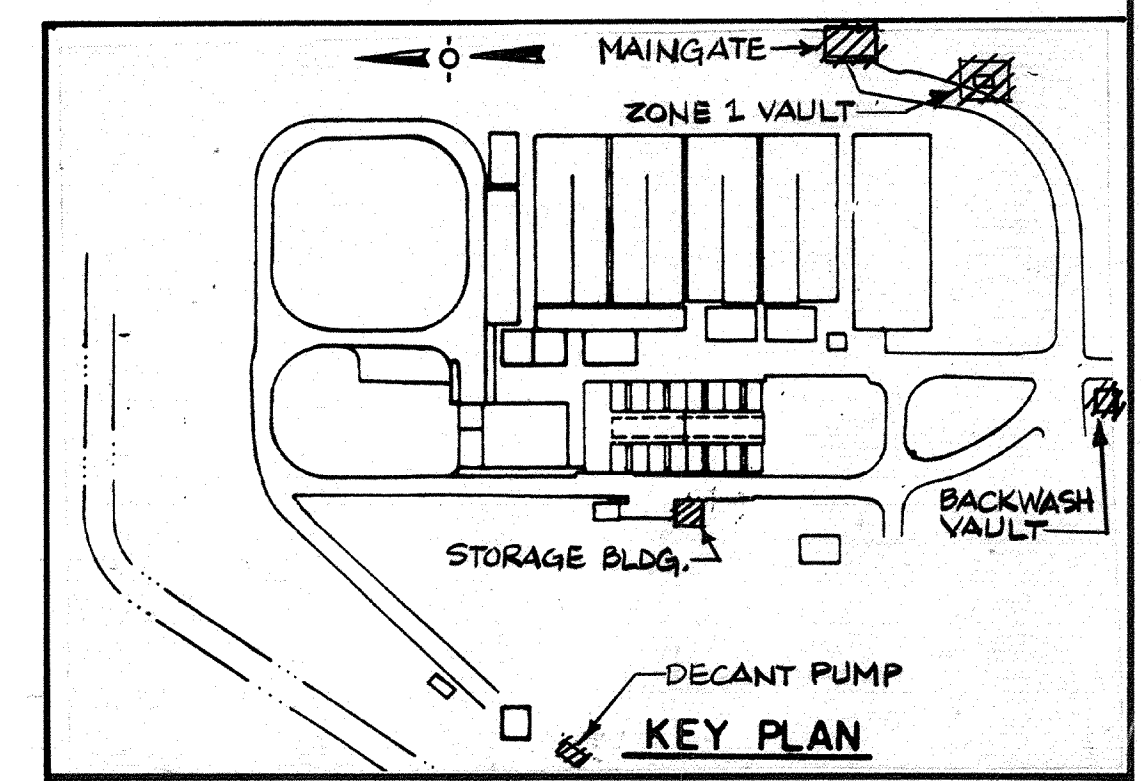 MAINGATE
ZONE 1 VAULT
BACKWASH
VAULT
STORAGE BLDG.
DECANT PUMP
KEY PLAN